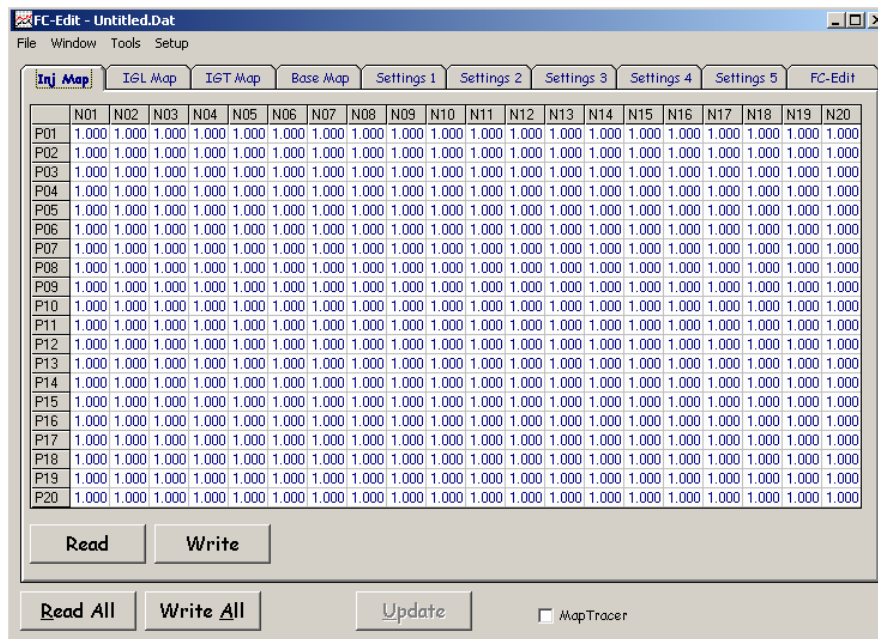 FC-Edit - Untitled.Dat
File Window Tools Setup
Inj Map IGL Map IGT Map Base Map Settings 1 Settings 2 Settings 3 Settings 4 Settings 5 FC-Edit
N01 N02 N03 N04 N05 N06 N07 N08 N09 N10 N11 N12 N13 N14 N15 N16 N17 N18 N19 N20
P01 1.000 1.000 1.000 1.000 1.000 1.000 1.000 1.000 1.000 1.000 1.000 1.000 1.000 1.000 1.000 1.000 1.000 1.000 1.000 1.000
P02 1.000 1.000 1.000 1.000 1.000 1.000 1.000 1.000 1.000 1.000 1.000 1.000 1.000 1.000 1.000 1.000 1.000 1.000 1.000 1.000
P03 1.000 1.000 1.000 1.000 1.000 1.000 1.000 1.000 1.000 1.000 1.000 1.000 1.000 1.000 1.000 1.000 1.000 1.000 1.000 1.000
P04 1.000 1.000 1.000 1.000 1.000 1.000 1.000 1.000 1.000 1.000 1.000 1.000 1.000 1.000 1.000 1.000 1.000 1.000 1.000 1.000
P05 1.000 1.000 1.000 1.000 1.000 1.000 1.000 1.000 1.000 1.000 1.000 1.000 1.000 1.000 1.000 1.000 1.000 1.000 1.000 1.000
P06 1.000 1.000 1.000 1.000 1.000 1.000 1.000 1.000 1.000 1.000 1.000 1.000 1.000 1.000 1.000 1.000 1.000 1.000 1.000 1.000
P07 1.000 1.000 1.000 1.000 1.000 1.000 1.000 1.000 1.000 1.000 1.000 1.000 1.000 1.000 1.000 1.000 1.000 1.000 1.000 1.000
P08 1.000 1.000 1.000 1.000 1.000 1.000 1.000 1.000 1.000 1.000 1.000 1.000 1.000 1.000 1.000 1.000 1.000 1.000 1.000 1.000
P09 1.000 1.000 1.000 1.000 1.000 1.000 1.000 1.000 1.000 1.000 1.000 1.000 1.000 1.000 1.000 1.000 1.000 1.000 1.000 1.000
P10 1.000 1.000 1.000 1.000 1.000 1.000 1.000 1.000 1.000 1.000 1.000 1.000 1.000 1.000 1.000 1.000 1.000 1.000 1.000 1.000
P11 1.000 1.000 1.000 1.000 1.000 1.000 1.000 1.000 1.000 1.000 1.000 1.000 1.000 1.000 1.000 1.000 1.000 1.000 1.000 1.000
P12 1.000 1.000 1.000 1.000 1.000 1.000 1.000 1.000 1.000 1.000 1.000 1.000 1.000 1.000 1.000 1.000 1.000 1.000 1.000 1.000
P13 1.000 1.000 1.000 1.000 1.000 1.000 1.000 1.000 1.000 1.000 1.000 1.000 1.000 1.000 1.000 1.000 1.000 1.000 1.000 1.000
P14 1.000 1.000 1.000 1.000 1.000 1.000 1.000 1.000 1.000 1.000 1.000 1.000 1.000 1.000 1.000 1.000 1.000 1.000 1.000 1.000
P15 1.000 1.000 1.000 1.000 1.000 1.000 1.000 1.000 1.000 1.000 1.000 1.000 1.000 1.000 1.000 1.000 1.000 1.000 1.000 1.000
P16 1.000 1.000 1.000 1.000 1.000 1.000 1.000 1.000 1.000 1.000 1.000 1.000 1.000 1.000 1.000 1.000 1.000 1.000 1.000 1.000
P17 1.000 1.000 1.000 1.000 1.000 1.000 1.000 1.000 1.000 1.000 1.000 1.000 1.000 1.000 1.000 1.000 1.000 1.000 1.000 1.000
P18 1.000 1.000 1.000 1.000 1.000 1.000 1.000 1.000 1.000 1.000 1.000 1.000 1.000 1.000 1.000 1.000 1.000 1.000 1.000 1.000
P19 1.000 1.000 1.000 1.000 1.000 1.000 1.000 1.000 1.000 1.000 1.000 1.000 1.000 1.000 1.000 1.000 1.000 1.000 1.000 1.000
P20 1.000 1.000 1.000 1.000 1.000 1.000 1.000 1.000 1.000 1.000 1.000 1.000 1.000 1.000 1.000 1.000 1.000 1.000 1.000 1.000
Read Write
Read All Write All Update MapTracer